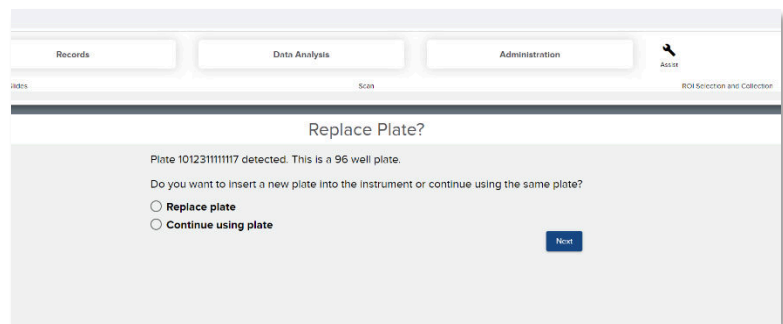 Records
Data Analysis
Administration
Assist
Scan
ROI Selection and Collection
Replace Plate?
Plate 1012311111117 detected. This is a 96 well plate.
Do you want to insert a new plate into the instrument or continue using the same plate?
Replace plate
Continue using plate
Next